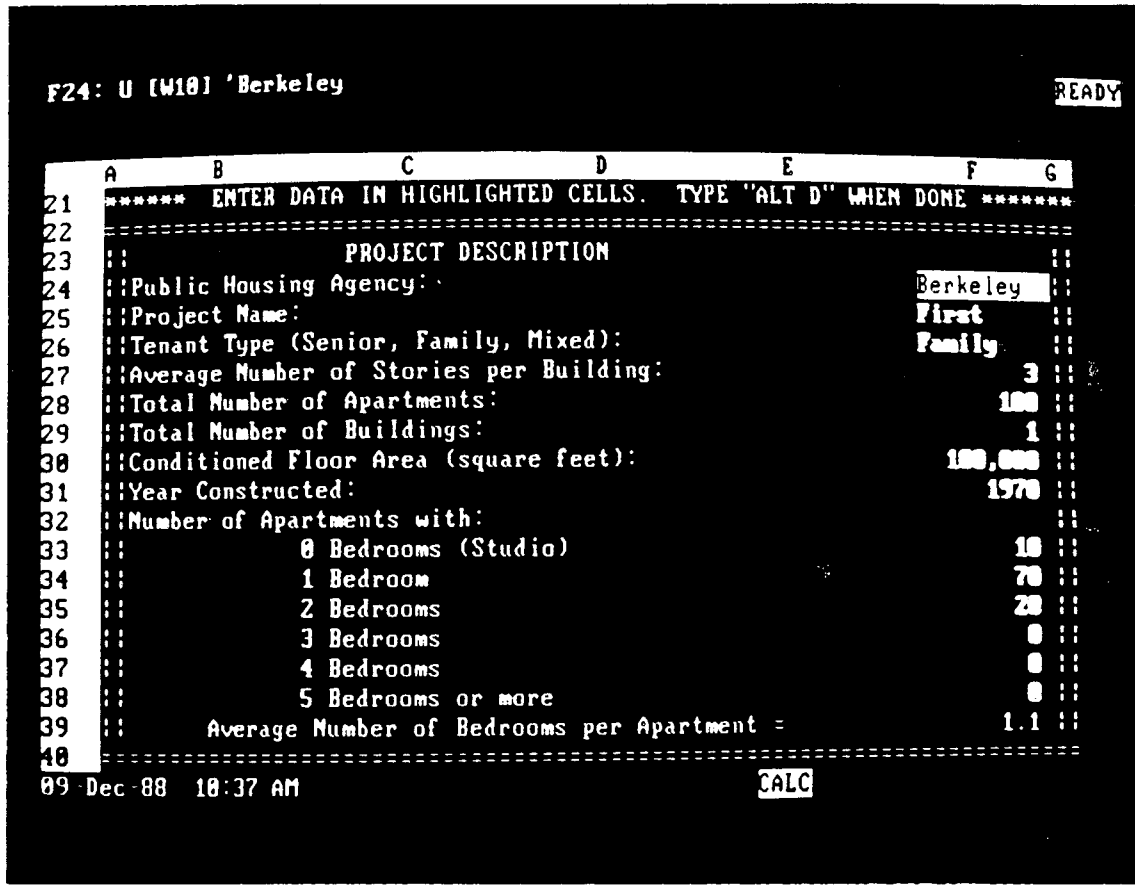 F24: U [W10] 'Berkeley
READY
A B C D E F G
21 ****** ENTER DATA IN HIGHLIGHTED CELLS. TYPE "ALT D" WHEN DONE *******
22 ==================================================================
23 || PROJECT DESCRIPTION ||
24 ||Public Housing Agency: Berkeley ||
25 ||Project Name: First ||
26 ||Tenant Type (Senior, Family, Mixed): Family ||
27 ||Average Number of Stories per Building: 3 ||
28 ||Total Number of Apartments: 100 ||
29 ||Total Number of Buildings: 1 ||
30 ||Conditioned Floor Area (square feet): 100,000 ||
31 ||Year Constructed: 1970 ||
32 ||Number of Apartments with: ||
33 || 0 Bedrooms (Studio) 10 ||
34 || 1 Bedroom 70 ||
35 || 2 Bedrooms 20 ||
36 || 3 Bedrooms 0 ||
37 || 4 Bedrooms 0 ||
38 || 5 Bedrooms or more 0 ||
39 || Average Number of Bedrooms per Apartment = 1.1 ||
40 ==================================================================
09-Dec-88 10:37 AM CALC